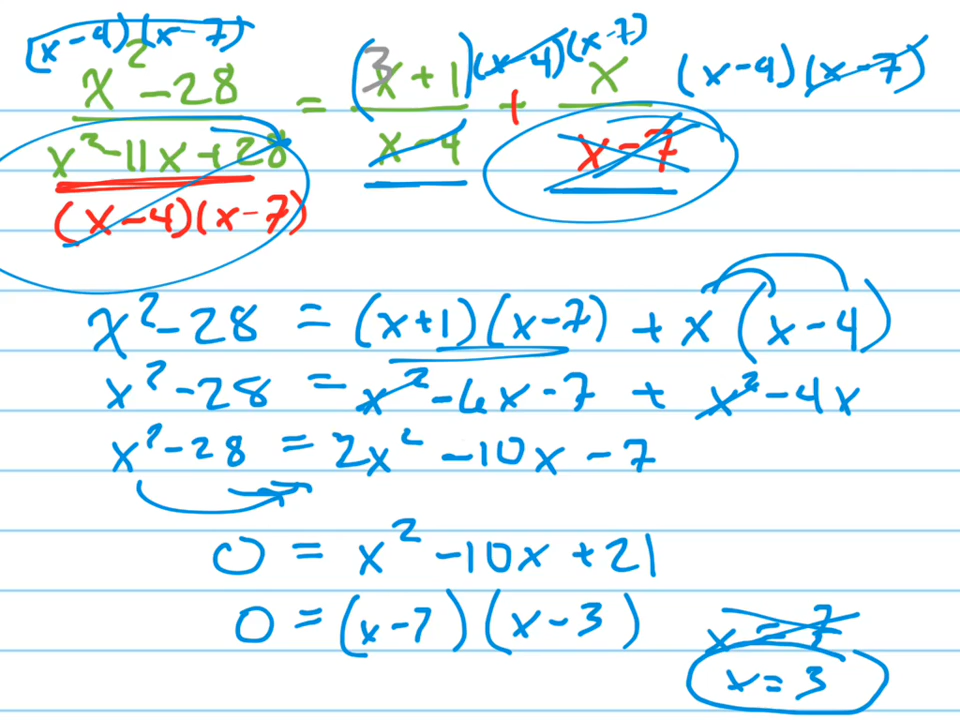 (x-4)(x-7) (x-4)(x-7) (x-4)(x-7)
x²-28 = (3x+1) + x
x²-11x+28 x-4 x-7
(x-4)(x-7)
x²-28 = (x+1)(x-7) + x(x-4)
x²-28 = x²-6x-7 + x²-4x
x²-28 = 2x²-10x-7
0 = x²-10x+21
0 = (x-7)(x-3) x=7
x=3